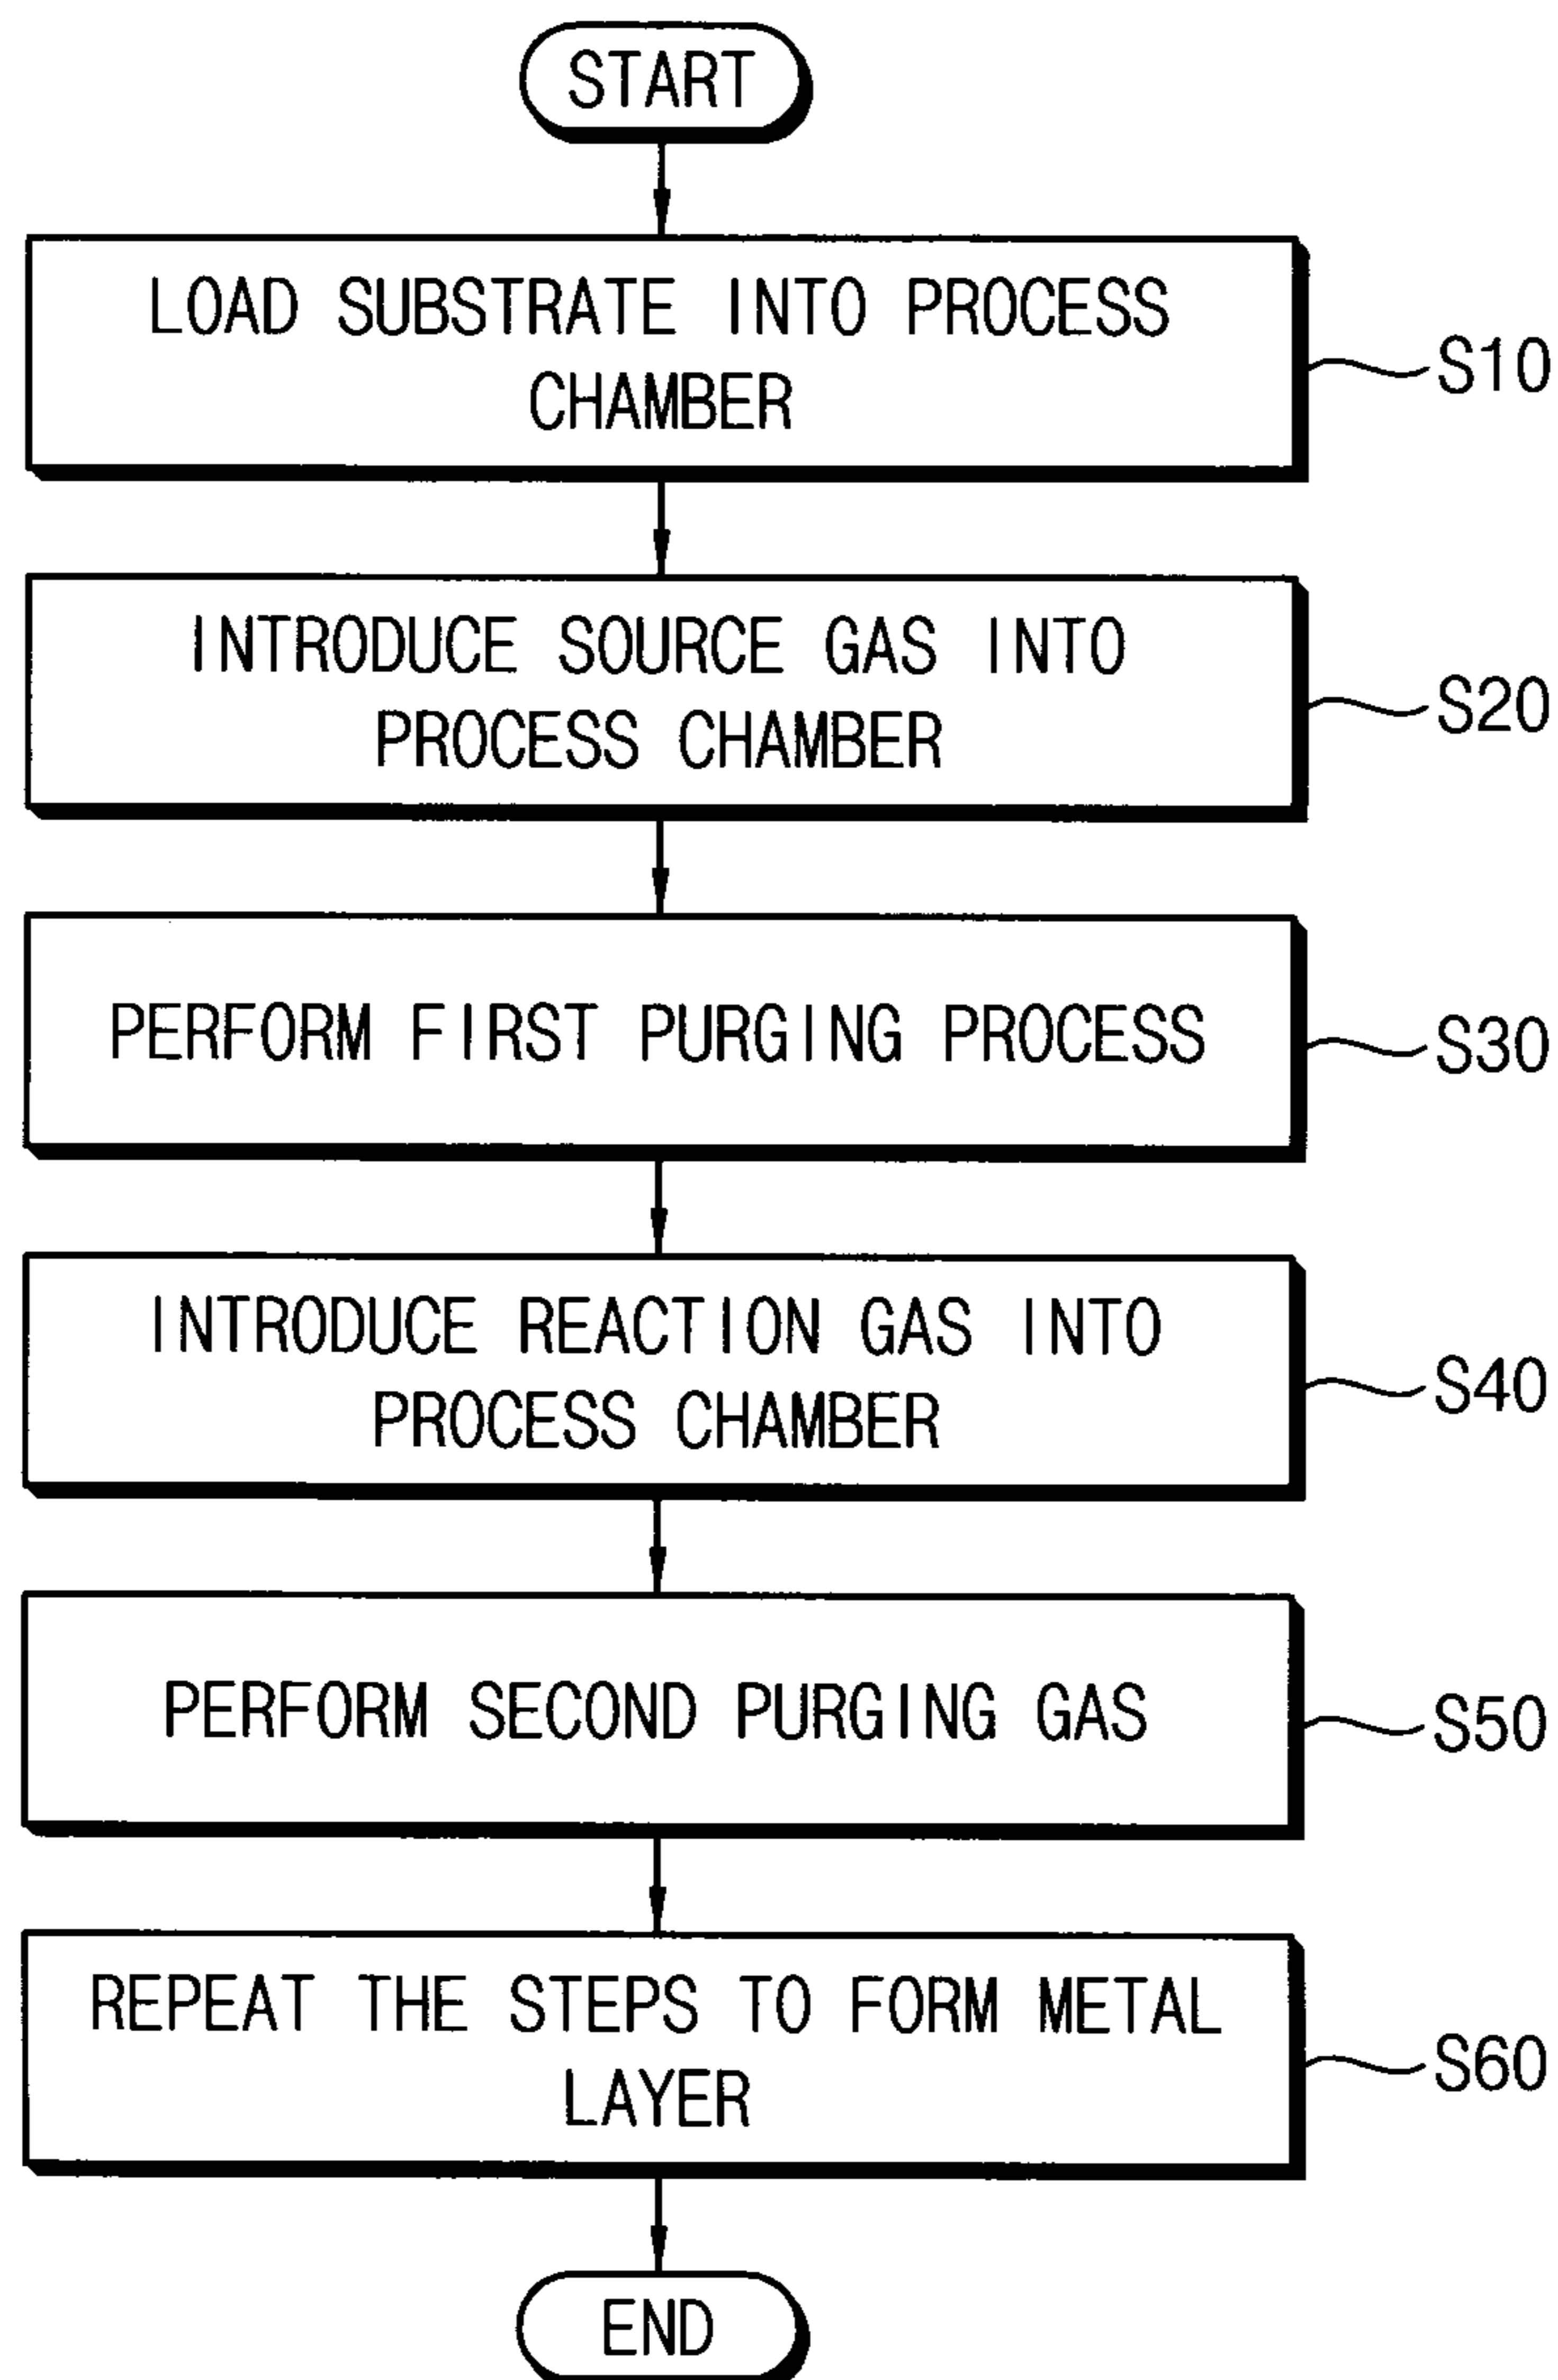 START
LOAD SUBSTRATE INTO PROCESS
CHAMBER
S10
INTRODUCE SOURCE GAS INTO
PROCESS CHAMBER
S20
PERFORM FIRST PURGING PROCESS
S30
INTRODUCE REACTION GAS INTO
PROCESS CHAMBER
S40
PERFORM SECOND PURGING GAS
S50
REPEAT THE STEPS TO FORM METAL
LAYER
S60
END